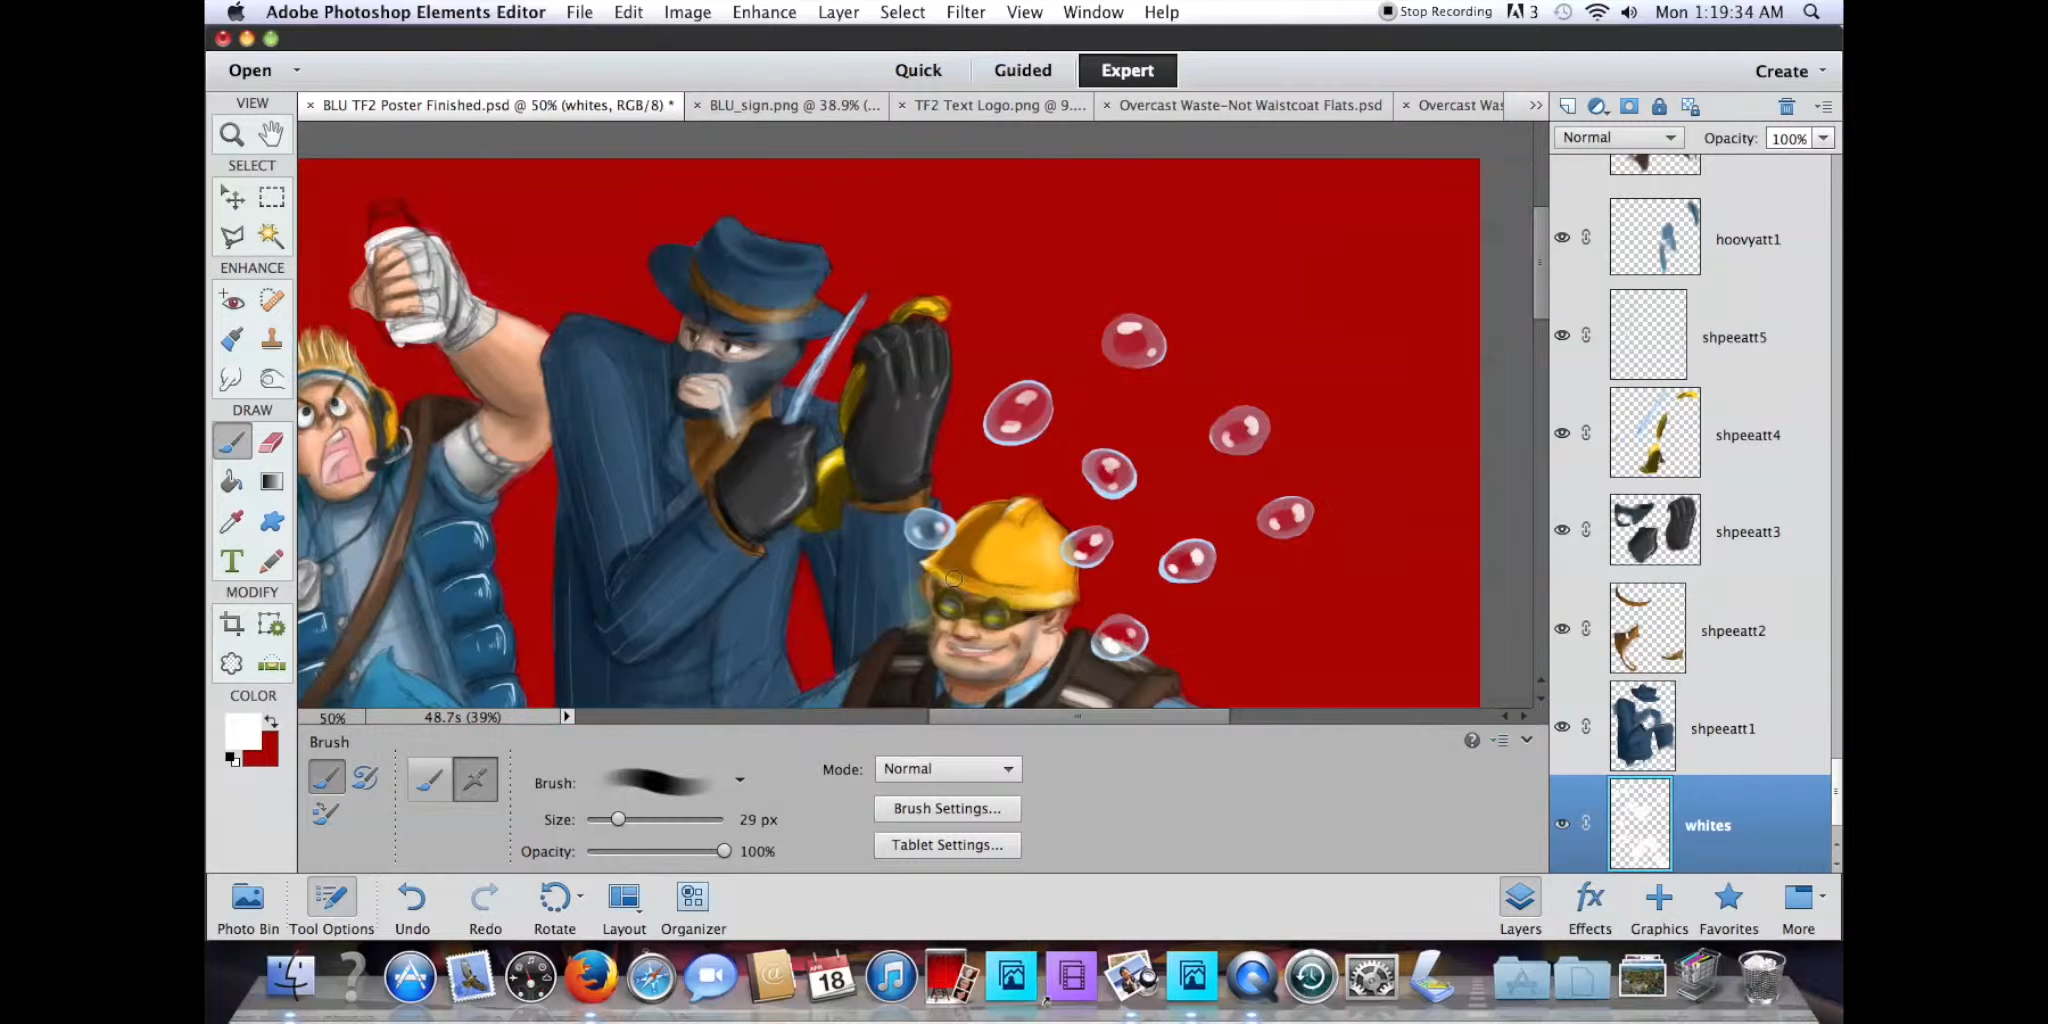 Adobe Photoshop Elements Editor File Edit Image Enhance Layer Select Filter View Window Help Stop Recording 3 Mon 1:19:34 AM
Open Quick Guided Expert Create
VIEW
× BLU TF2 Poster Finished.psd @ 50% (whites, RGB/8) * × BLU_sign.png @ 38.9% (... × TF2 Text Logo.png @ 9.... × Overcast Waste-Not Waistcoat Flats.psd × Overcast Was
Normal Opacity: 100%
SELECT
hoovyatt1
ENHANCE
shpeeatt5
DRAW
shpeeatt4
shpeeatt3
T
MODIFY
shpeeatt2
COLOR
shpeeatt1
50% 48.7s (39%)
Brush
Brush: Mode: Normal
Size: 29 px Brush Settings...
Opacity: 100% Tablet Settings...
whites
Photo Bin Tool Options Undo Redo Rotate Layout Organizer Layers Effects Graphics Favorites More
APR
18